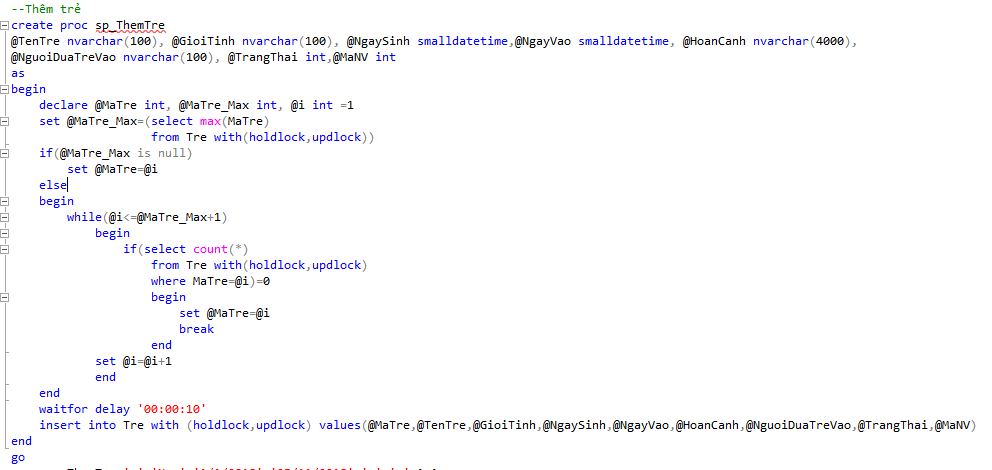 --Thêm trẻ
create proc sp_ThemTre
@TenTre nvarchar(100), @GioiTinh nvarchar(100), @NgaySinh smalldatetime,@NgayVao smalldatetime, @HoanCanh nvarchar(4000),
@NguoiDuaTreVao nvarchar(100), @TrangThai int,@MaNV int
as
begin
declare @MaTre int, @MaTre_Max int, @i int =1
set @MaTre_Max=(select max(MaTre)
from Tre with(holdlock,updlock))
if(@MaTre_Max is null)
set @MaTre=@i
else
begin
while(@i<=@MaTre_Max+1)
begin
if(select count(*)
from Tre with(holdlock,updlock)
where MaTre=@i)=0
begin
set @MaTre=@i
break
end
set @i=@i+1
end
end
waitfor delay '00:00:10'
insert into Tre with (holdlock,updlock) values(@MaTre,@TenTre,@GioiTinh,@NgaySinh,@NgayVao,@HoanCanh,@NguoiDuaTreVao,@TrangThai,@MaNV)
end
go